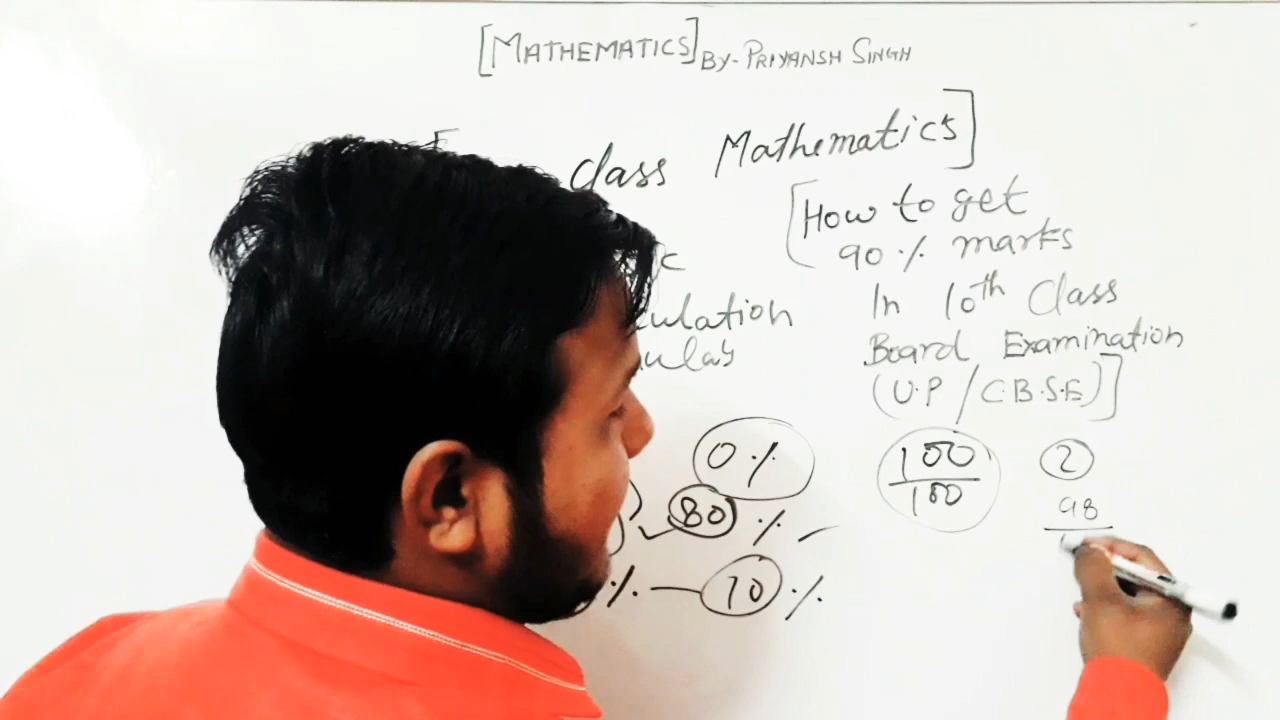 [MATHEMATICS] BY- PRIYANSH SINGH
Class Mathematics]
[How to get
90 % marks
In 10th Class
Board Examination
(U.P / C.B.S.E)]
culation
ulas
0 %
80 %
% — 10 %
100
100
2
98